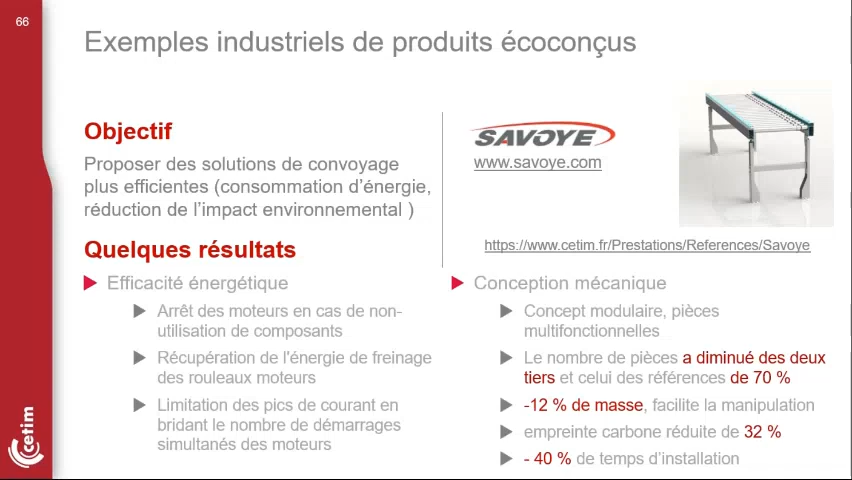 66
Exemples industriels de produits écoconçus
Objectif
Proposer des solutions de convoyage
plus efficientes (consommation d’énergie,
réduction de l’impact environnemental )
SAVOYE
www.savoye.com
https://www.cetim.fr/Prestations/References/Savoye
Quelques résultats
Efficacité énergétique
Arrêt des moteurs en cas de non-
utilisation de composants
Récupération de l'énergie de freinage
des rouleaux moteurs
Limitation des pics de courant en
bridant le nombre de démarrages
simultanés des moteurs
Conception mécanique
Concept modulaire, pièces
multifonctionnelles
Le nombre de pièces a diminué des deux
tiers et celui des références de 70 %
-12 % de masse, facilite la manipulation
empreinte carbone réduite de 32 %
- 40 % de temps d’installation
cetim